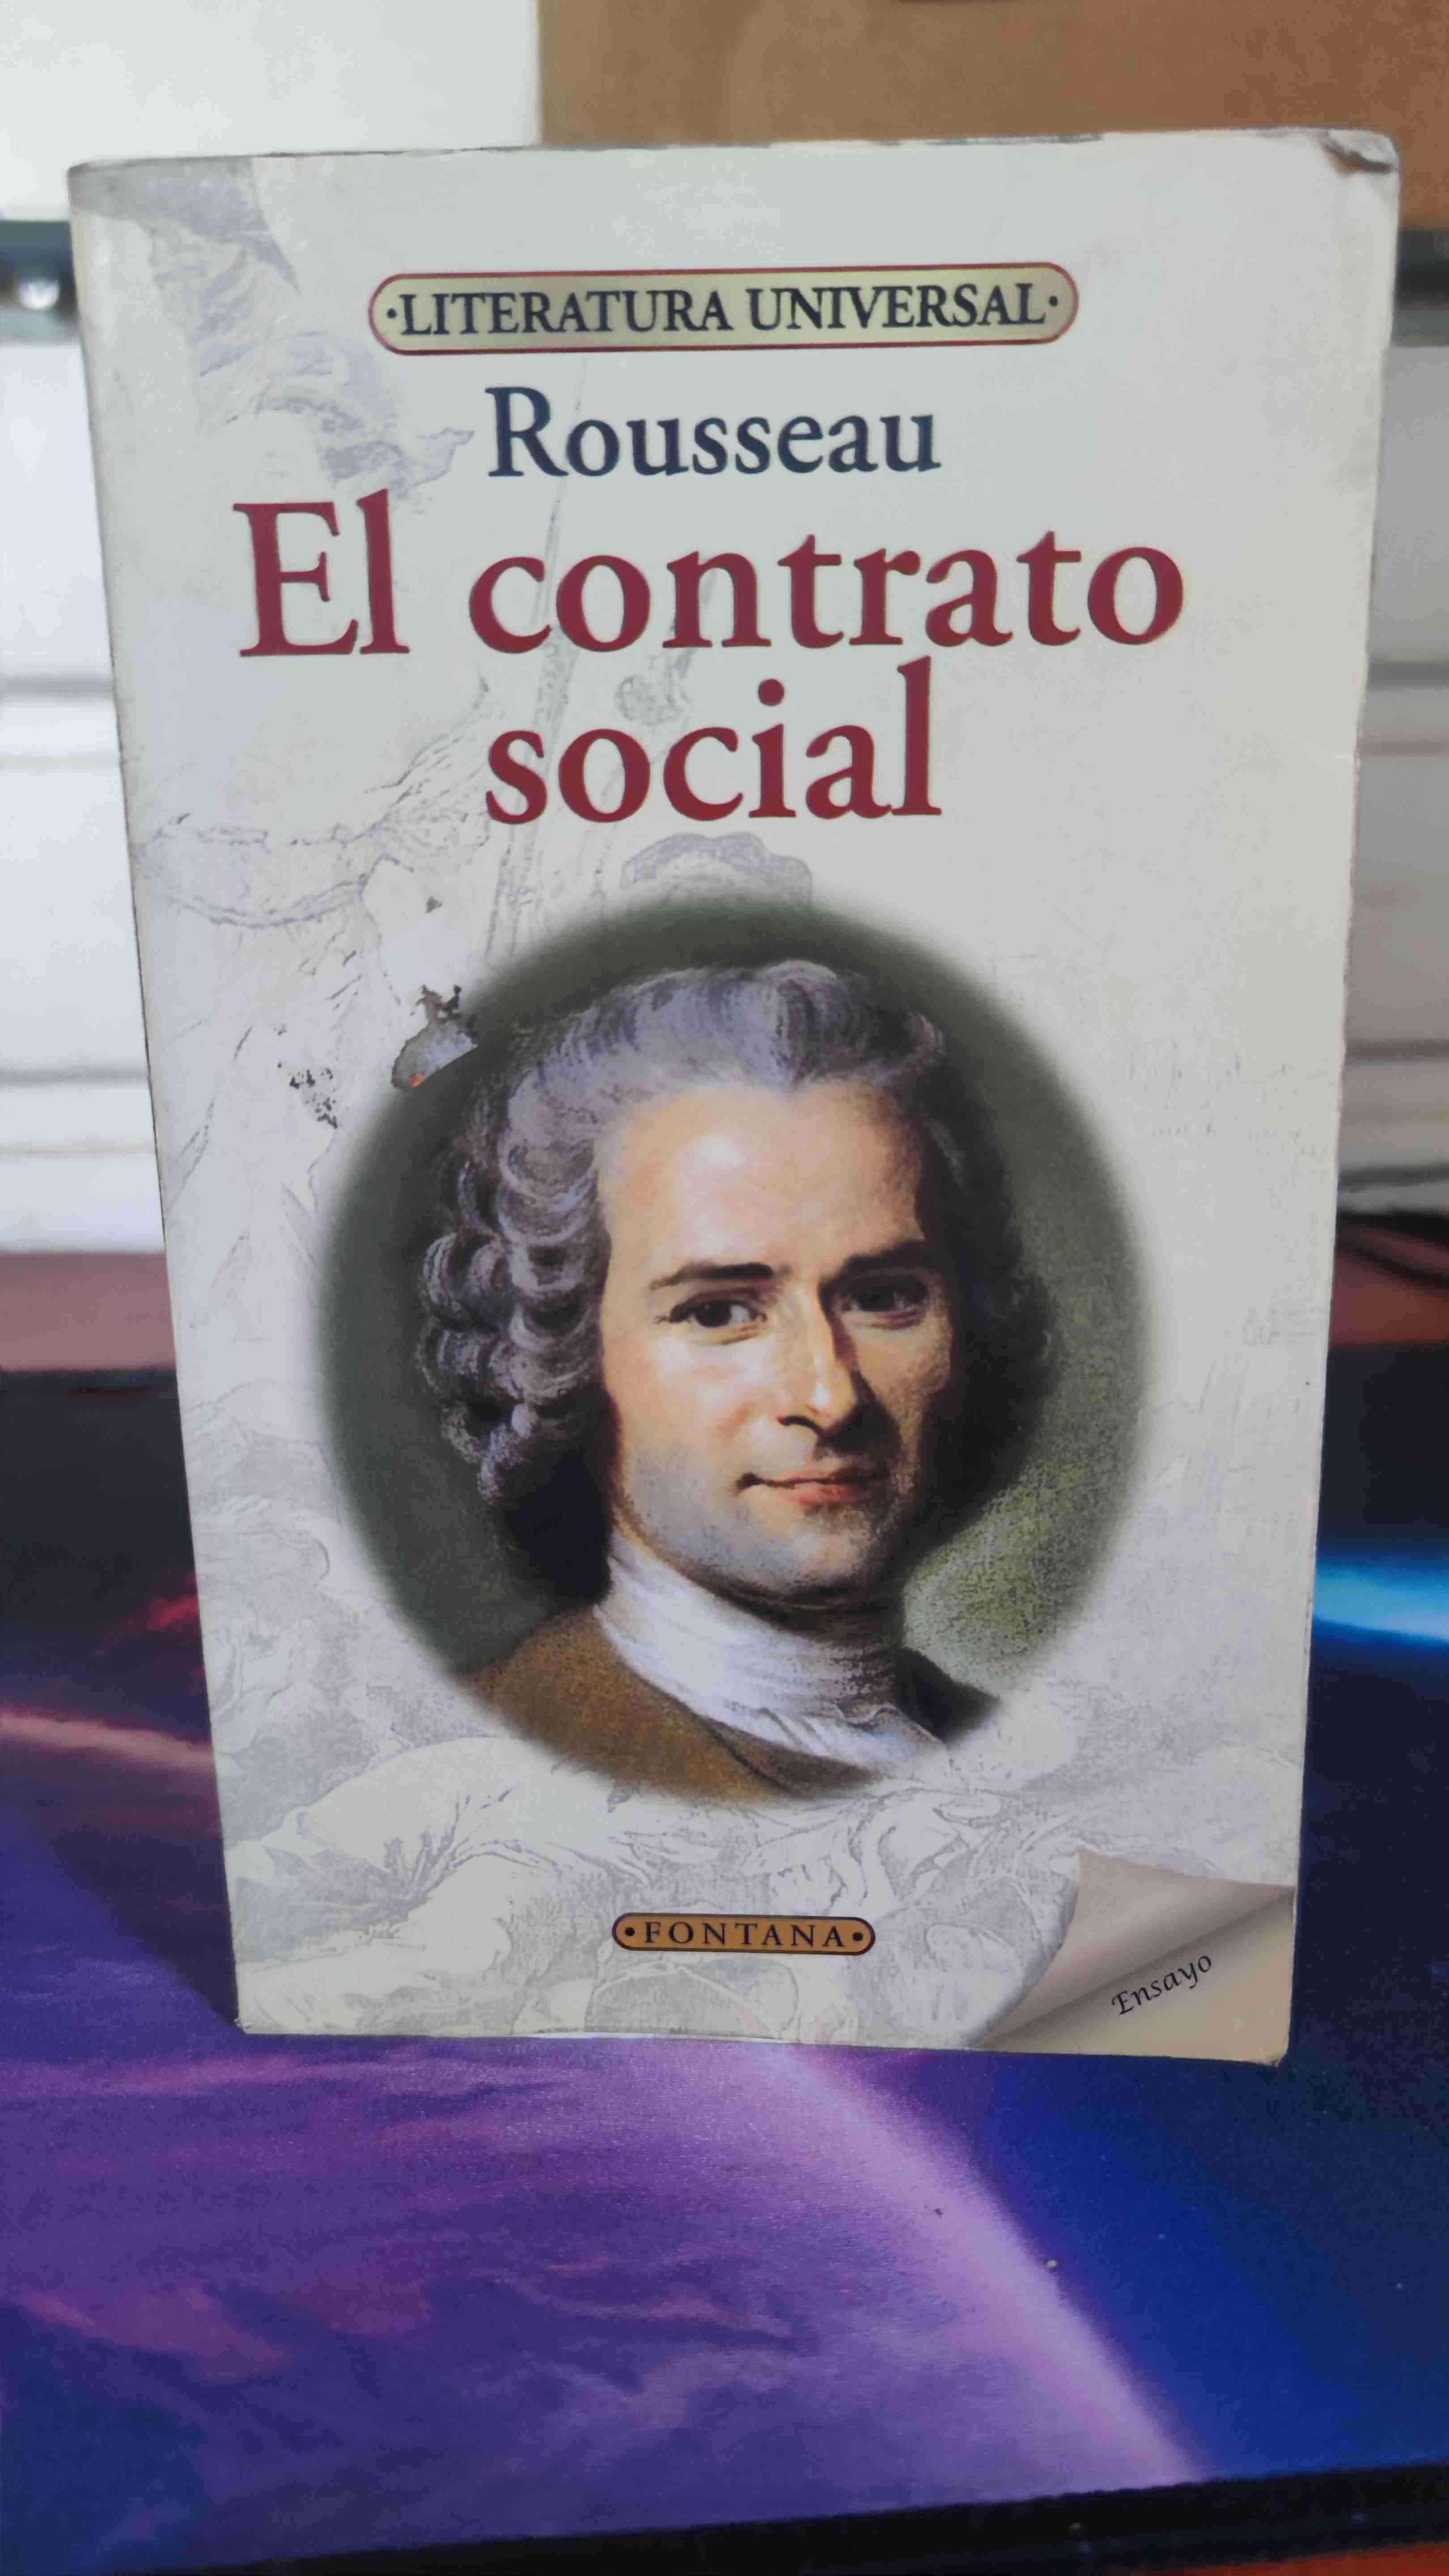 ·LITERATURA UNIVERSAL·
Rousseau
El contrato
social
·FONTANA·
Ensayo